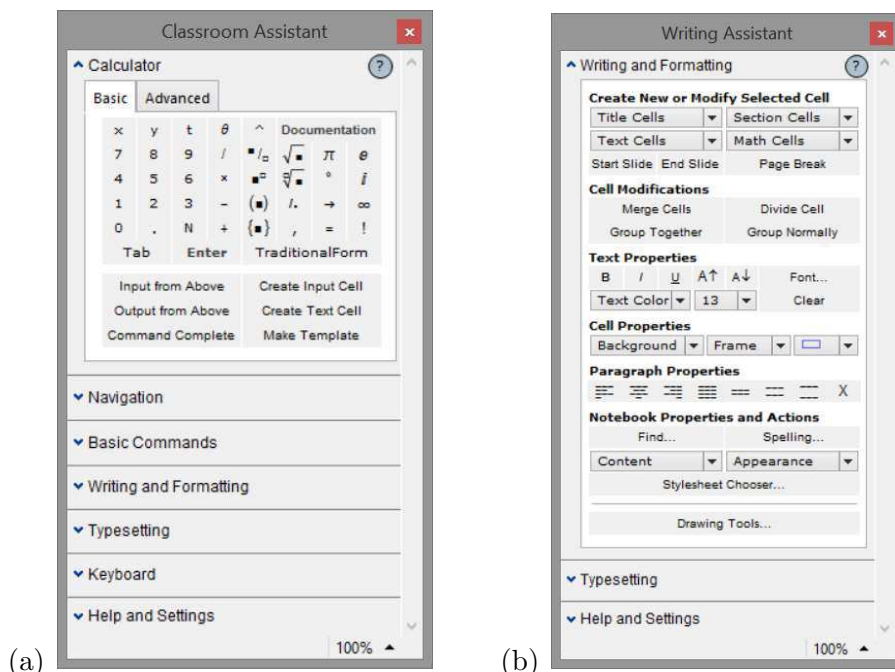 Classroom Assistant
x
Calculator
?
Basic Advanced
x y t θ ^ Documentation
7 8 9 / ■/□ √■ π e
4 5 6 × ■□ □√■ ° i
1 2 3 − (■) /. → ∞
0 . N + {■} , = !
Tab Enter TraditionalForm
Input from Above Create Input Cell
Output from Above Create Text Cell
Command Complete Make Template
Navigation
Basic Commands
Writing and Formatting
Typesetting
Keyboard
Help and Settings
100%
(a)
Writing Assistant
x
Writing and Formatting
?
Create New or Modify Selected Cell
Title Cells Section Cells
Text Cells Math Cells
Start Slide End Slide Page Break
Cell Modifications
Merge Cells Divide Cell
Group Together Group Normally
Text Properties
B I U A↑ A↓ Font...
Text Color 13 Clear
Cell Properties
Background Frame
Paragraph Properties
X
Notebook Properties and Actions
Find... Spelling...
Content Appearance
Stylesheet Chooser...
Drawing Tools...
Typesetting
Help and Settings
100%
(b)